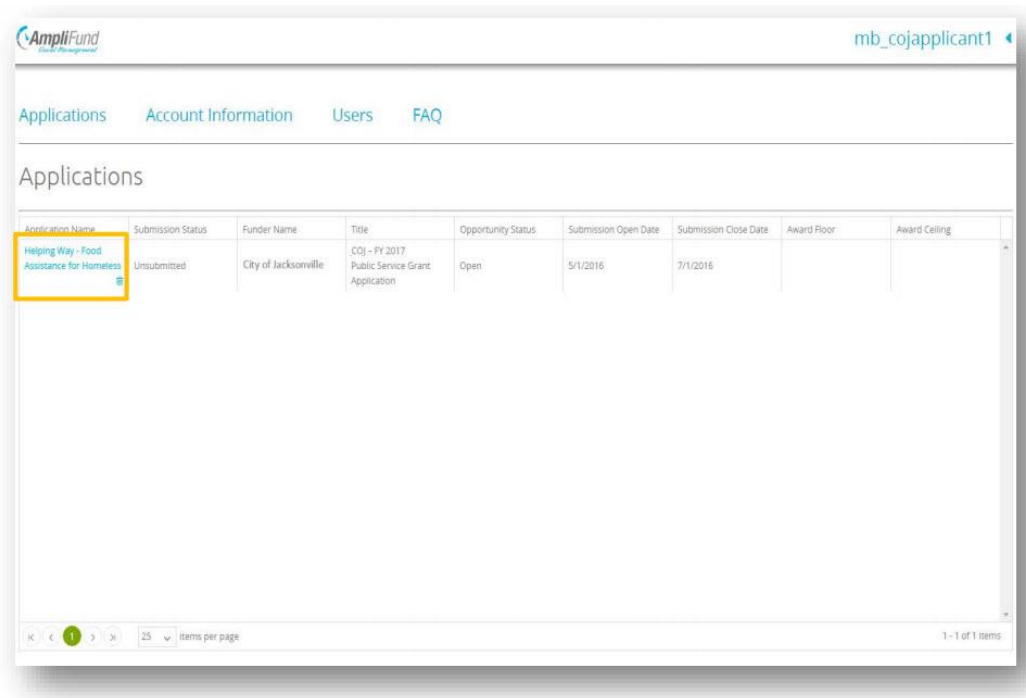 AmpliFund
Grant Management
mb_cojapplicant1
Applications Account Information Users FAQ
Applications
Application Name Submission Status Funder Name Title Opportunity Status Submission Open Date Submission Close Date Award Floor Award Ceiling
Helping Way - Food
Assistance for Homeless
Unsubmitted
City of Jacksonville
COJ – FY 2017
Public Service Grant
Application
Open
5/1/2016
7/1/2016
1 25 items per page 1 - 1 of 1 items